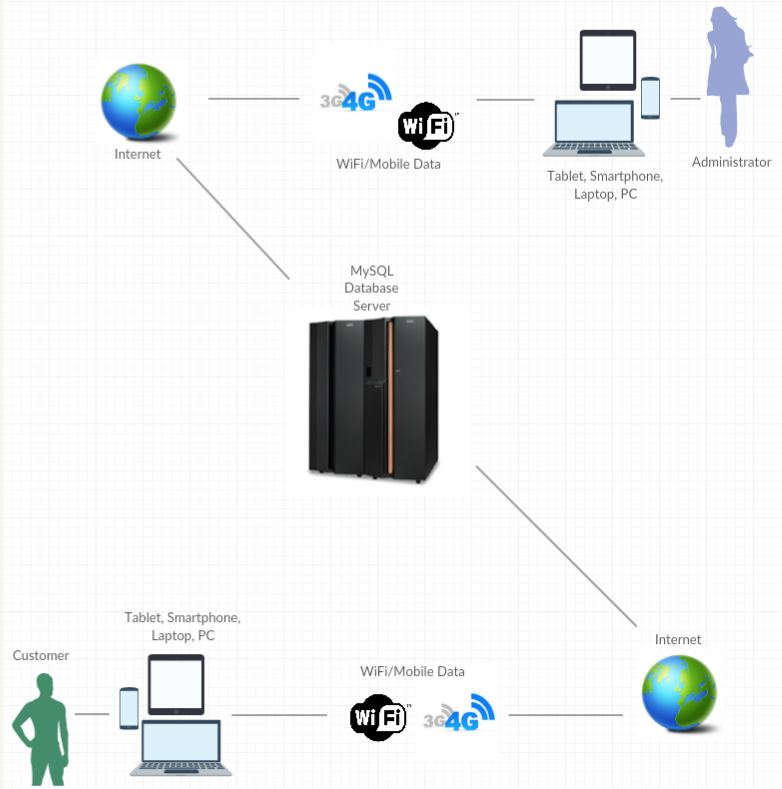 3G4G
WiFi
Internet
WiFi/Mobile Data
Tablet, Smartphone,
Laptop, PC
Administrator
MySQL
Database
Server
Tablet, Smartphone,
Laptop, PC
Customer
WiFi/Mobile Data
Internet
WiFi
3G4G